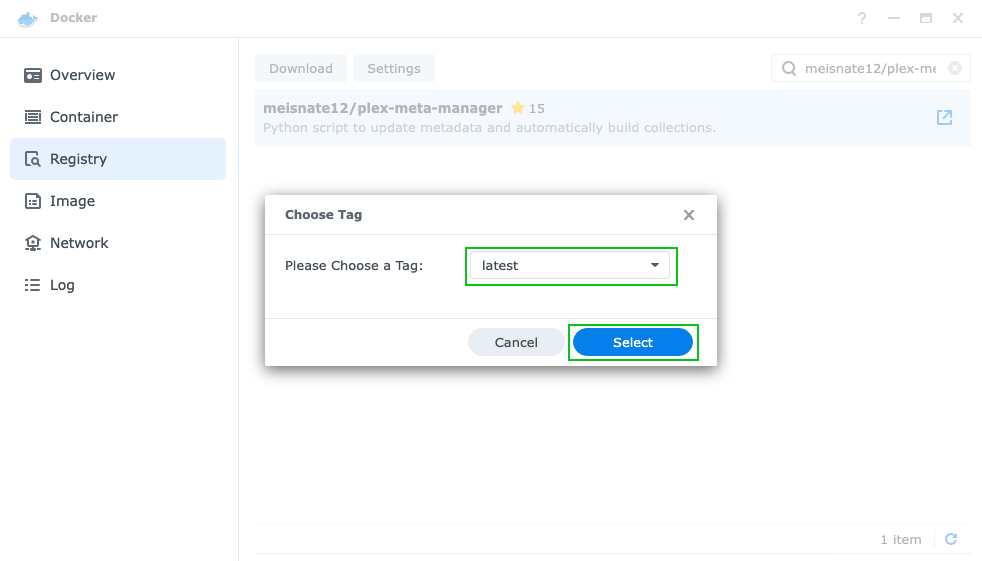 Docker
?
Overview
Container
Registry
Image
Network
Log
Download Settings
meisnate12/plex-me
meisnate12/plex-meta-manager 15
Python script to update metadata and automatically build collections.
Choose Tag
Please Choose a Tag: latest
Cancel Select
1 item